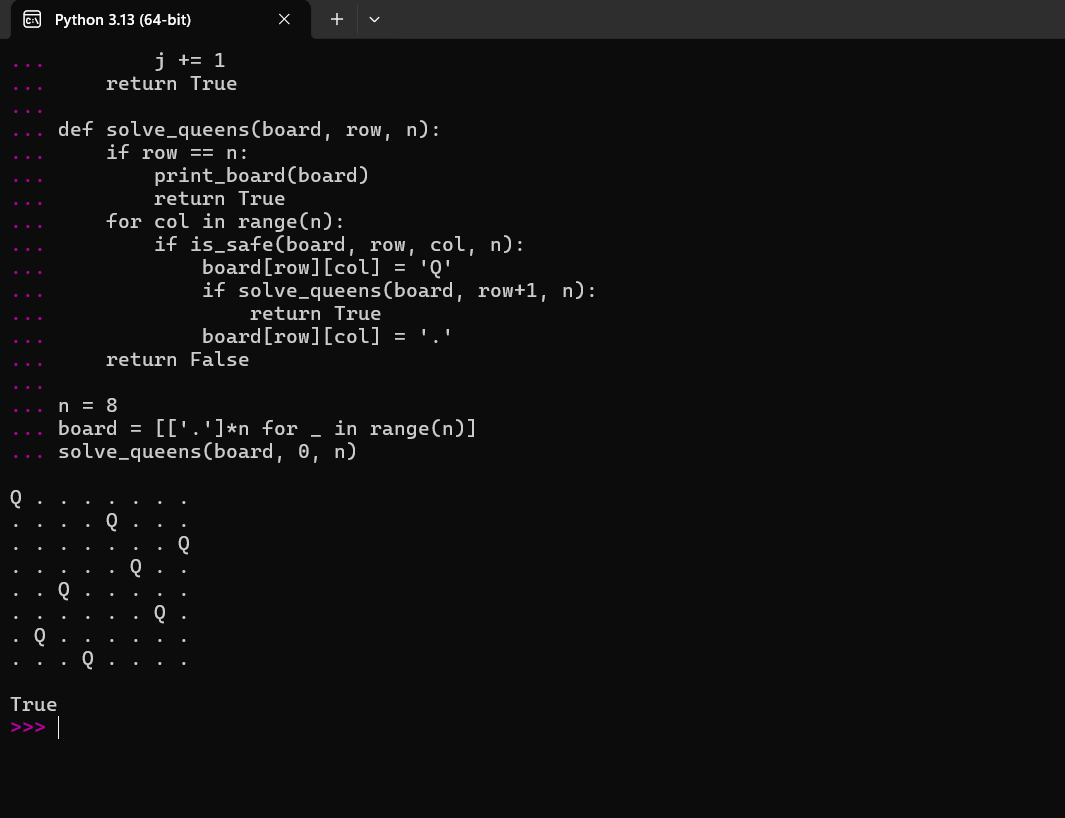 Python 3.13 (64-bit)
...         j += 1
...     return True
...
... def solve_queens(board, row, n):
...     if row == n:
...         print_board(board)
...         return True
...     for col in range(n):
...         if is_safe(board, row, col, n):
...             board[row][col] = 'Q'
...             if solve_queens(board, row+1, n):
...                 return True
...             board[row][col] = '.'
...     return False
...
... n = 8
... board = [['.']*n for _ in range(n)]
... solve_queens(board, 0, n)
Q . . . . . . .
. . . . Q . . .
. . . . . . . Q
. . . . . Q . .
. . Q . . . . .
. . . . . . Q .
. Q . . . . . .
. . . Q . . . .
True
>>>